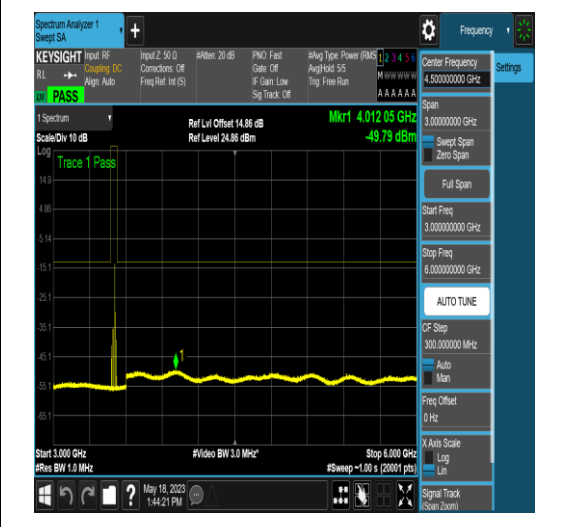 Spectrum Analyzer 1
Swept SA
Frequency
KEYSIGHT
RL
Input: RF
Coupling: DC
Align: Auto
Input Z: 50 Ω
Corrections: Off
Freq Ref: Int (S)
#Atten: 20 dB
PNO: Fast
Gate: Off
IF Gain: Low
Sig Track: Off
#Avg Type: Power (RMS
Avg|Hold: 5/5
Trig: Free Run
1 2 3 4 5 6
M W W W W W
A A A A A A
PASS
1 Spectrum
Scale/Div 10 dB
Ref Lvl Offset 14.86 dB
Ref Level 24.86 dBm
Mkr1 4.012 05 GHz
-49.79 dBm
Log
Trace 1 Pass
14.9
4.86
-5.14
-15.1
-25.1
-35.1
-45.1
-55.1
-65.1
1
Start 3.000 GHz
#Res BW 1.0 MHz
#Video BW 3.0 MHz*
Stop 6.000 GHz
#Sweep ~1.00 s (20001 pts)
May 18, 2023
1:44:21 PM
Center Frequency
4.500000000 GHz
Settings
Span
3.00000000 GHz
Swept Span
Zero Span
Full Span
Start Freq
3.000000000 GHz
Stop Freq
6.000000000 GHz
AUTO TUNE
CF Step
300.000000 MHz
Auto
Man
Freq Offset
0 Hz
X Axis Scale
Log
Lin
Signal Track
(Span Zoom)